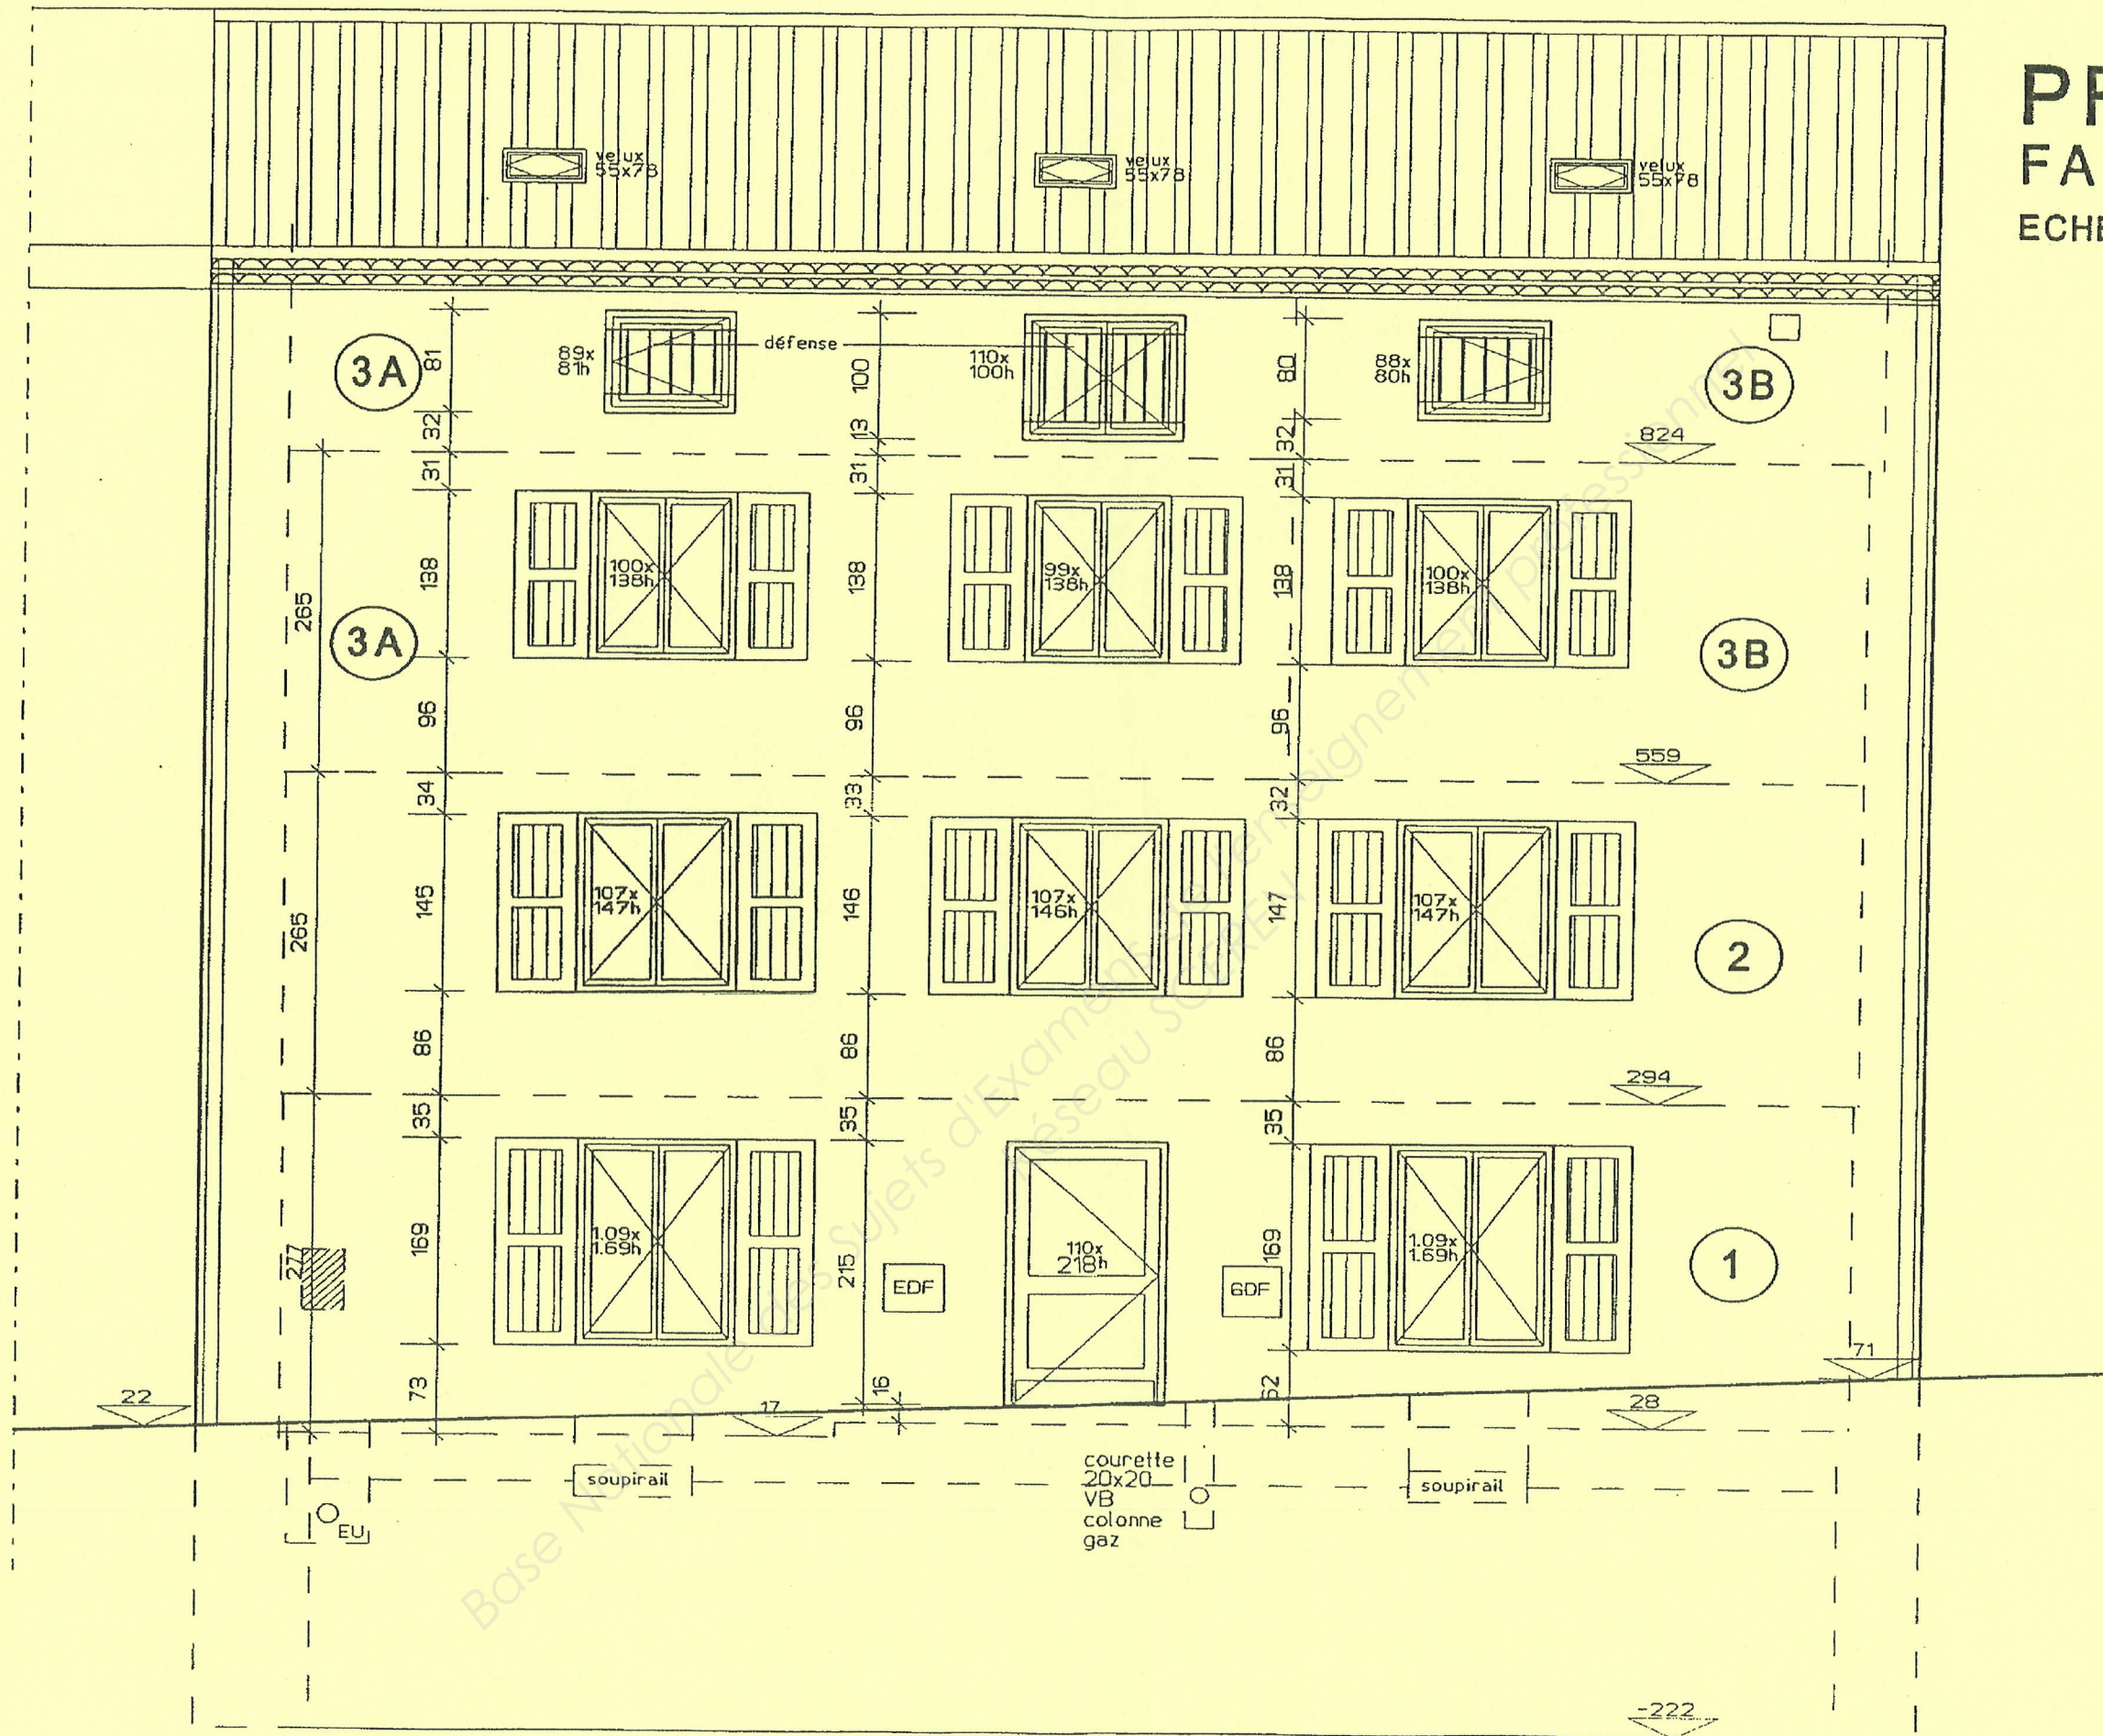 PR
FA
ECHE
velux
55x78
velux
55x78
velux
55x78
3A
81
32
31
89x
81h
défense
100
13
31
110x
100h
80
32
31
88x
80h
3B
824
265
3A
138
96
100x
138h
138
96
99x
138h
138
96
100x
138h
3B
559
265
34
145
86
107x
147h
33
146
86
107x
146h
32
147
86
107x
147h
2
294
277
35
169
73
1.09x
1.69h
35
215
16
EDF
110x
218h
GDF
35
169
62
1.09x
1.69h
1
71
22
17
28
soupirail
courette
20x20
VB
colonne
gaz
soupirail
EU
-222
Base Nationale des Sujets d'Examens de l'enseignement professionnel
Réseau SCEREN